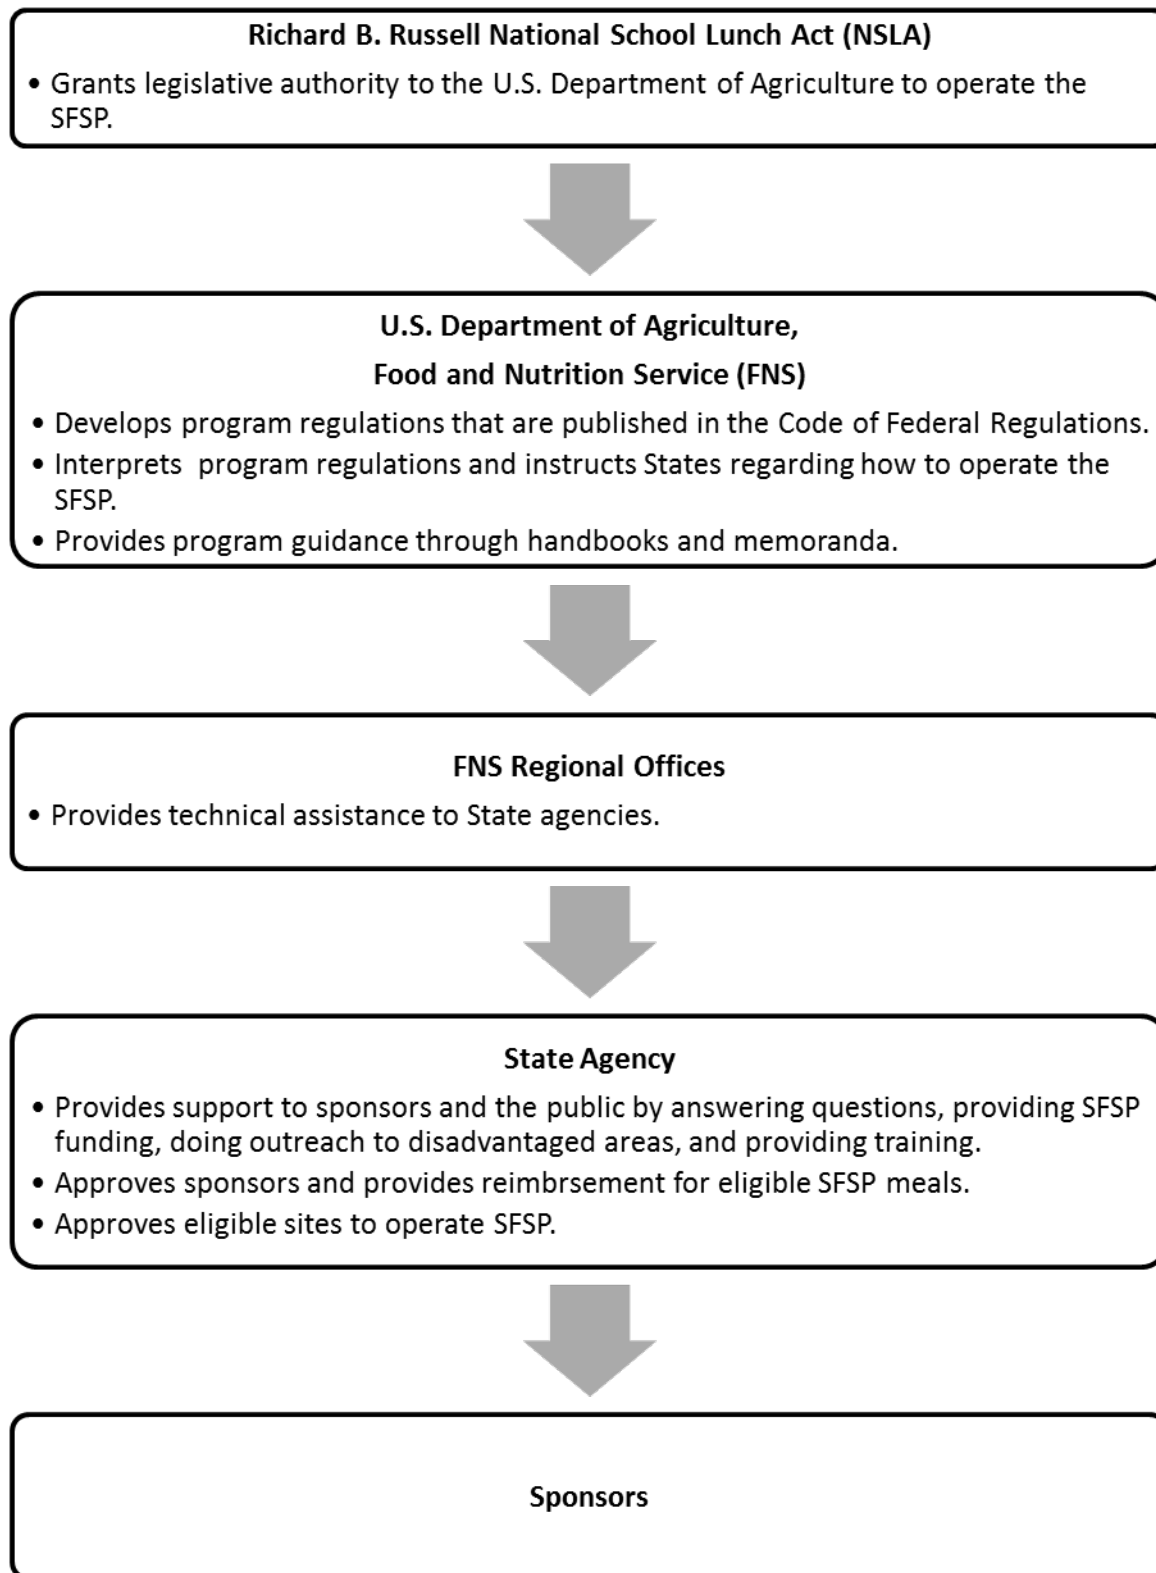 Richard B. Russell National School Lunch Act (NSLA)
• Grants legislative authority to the U.S. Department of Agriculture to operate the
SFSP.
U.S. Department of Agriculture,
Food and Nutrition Service (FNS)
• Develops program regulations that are published in the Code of Federal Regulations.
• Interprets program regulations and instructs States regarding how to operate the
SFSP.
• Provides program guidance through handbooks and memoranda.
FNS Regional Offices
• Provides technical assistance to State agencies.
State Agency
• Provides support to sponsors and the public by answering questions, providing SFSP
funding, doing outreach to disadvantaged areas, and providing training.
• Approves sponsors and provides reimbrsement for eligible SFSP meals.
• Approves eligible sites to operate SFSP.
Sponsors